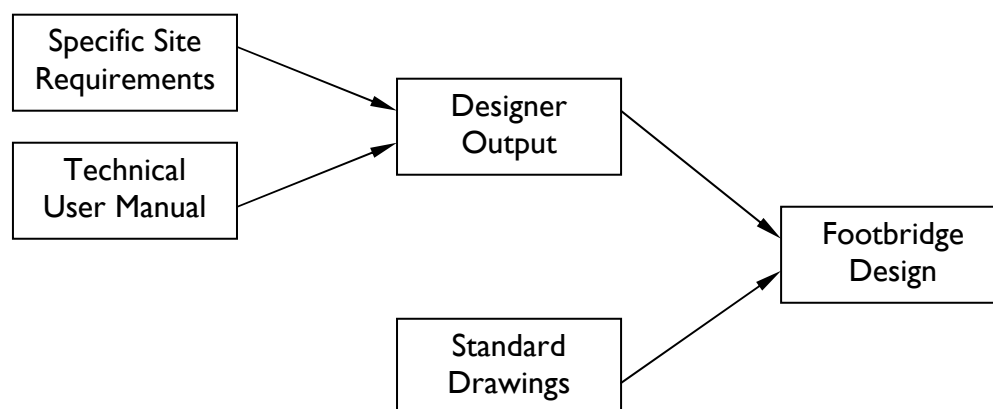 Specific Site
Requirements
Technical
User Manual
Designer
Output
Standard
Drawings
Footbridge
Design